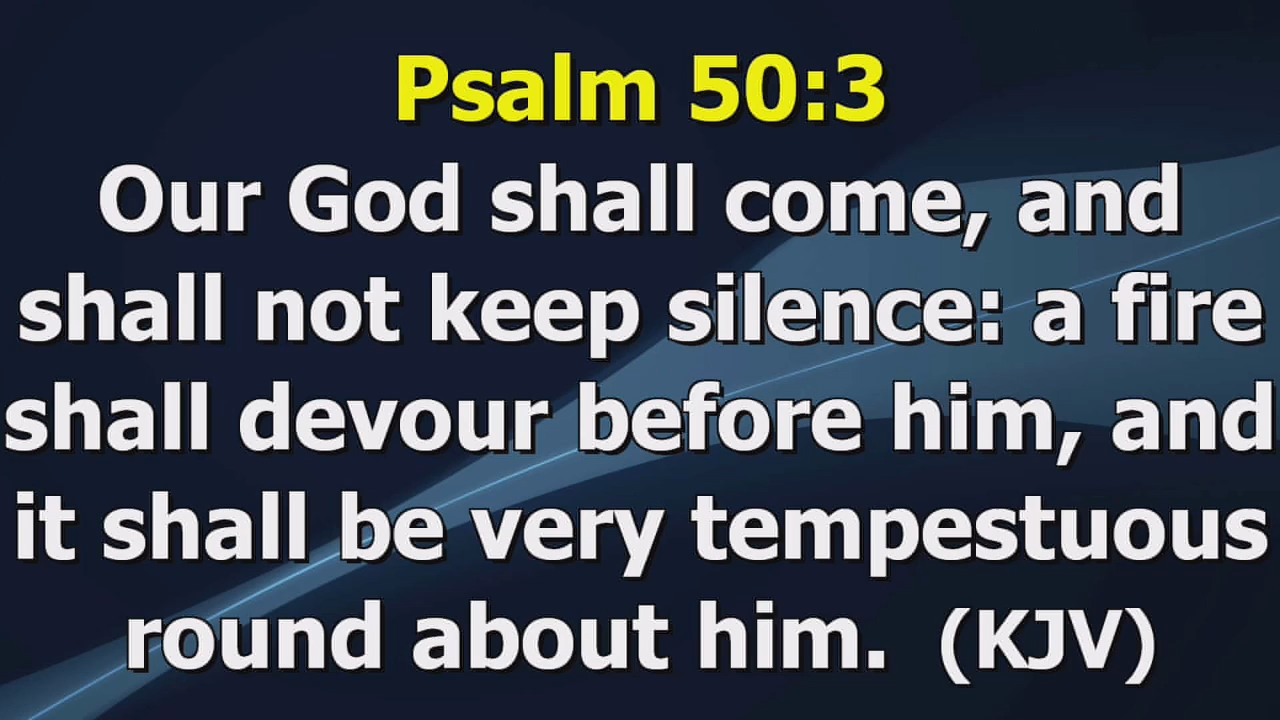 Psalm 50:3
Our God shall come, and
shall not keep silence: a fire
shall devour before him, and
it shall be very tempestuous
round about him.  (KJV)